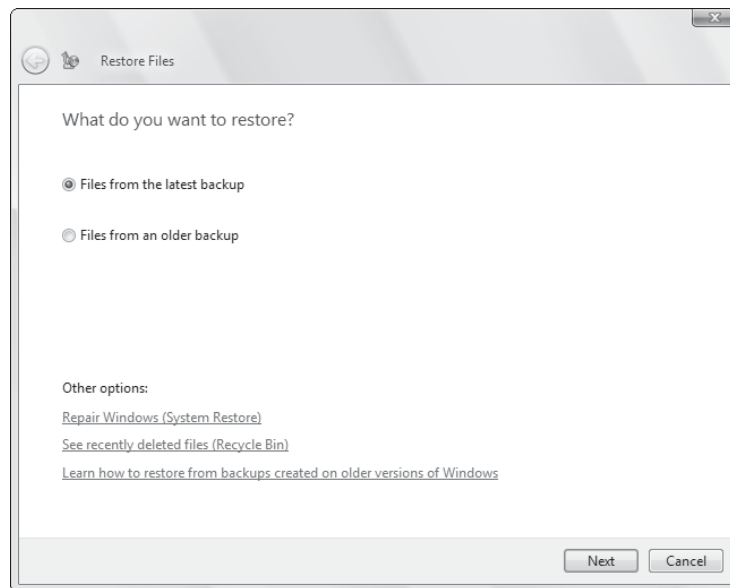 Restore Files
What do you want to restore?
Files from the latest backup
Files from an older backup
Other options:
Repair Windows (System Restore)
See recently deleted files (Recycle Bin)
Learn how to restore from backups created on older versions of Windows
Next
Cancel